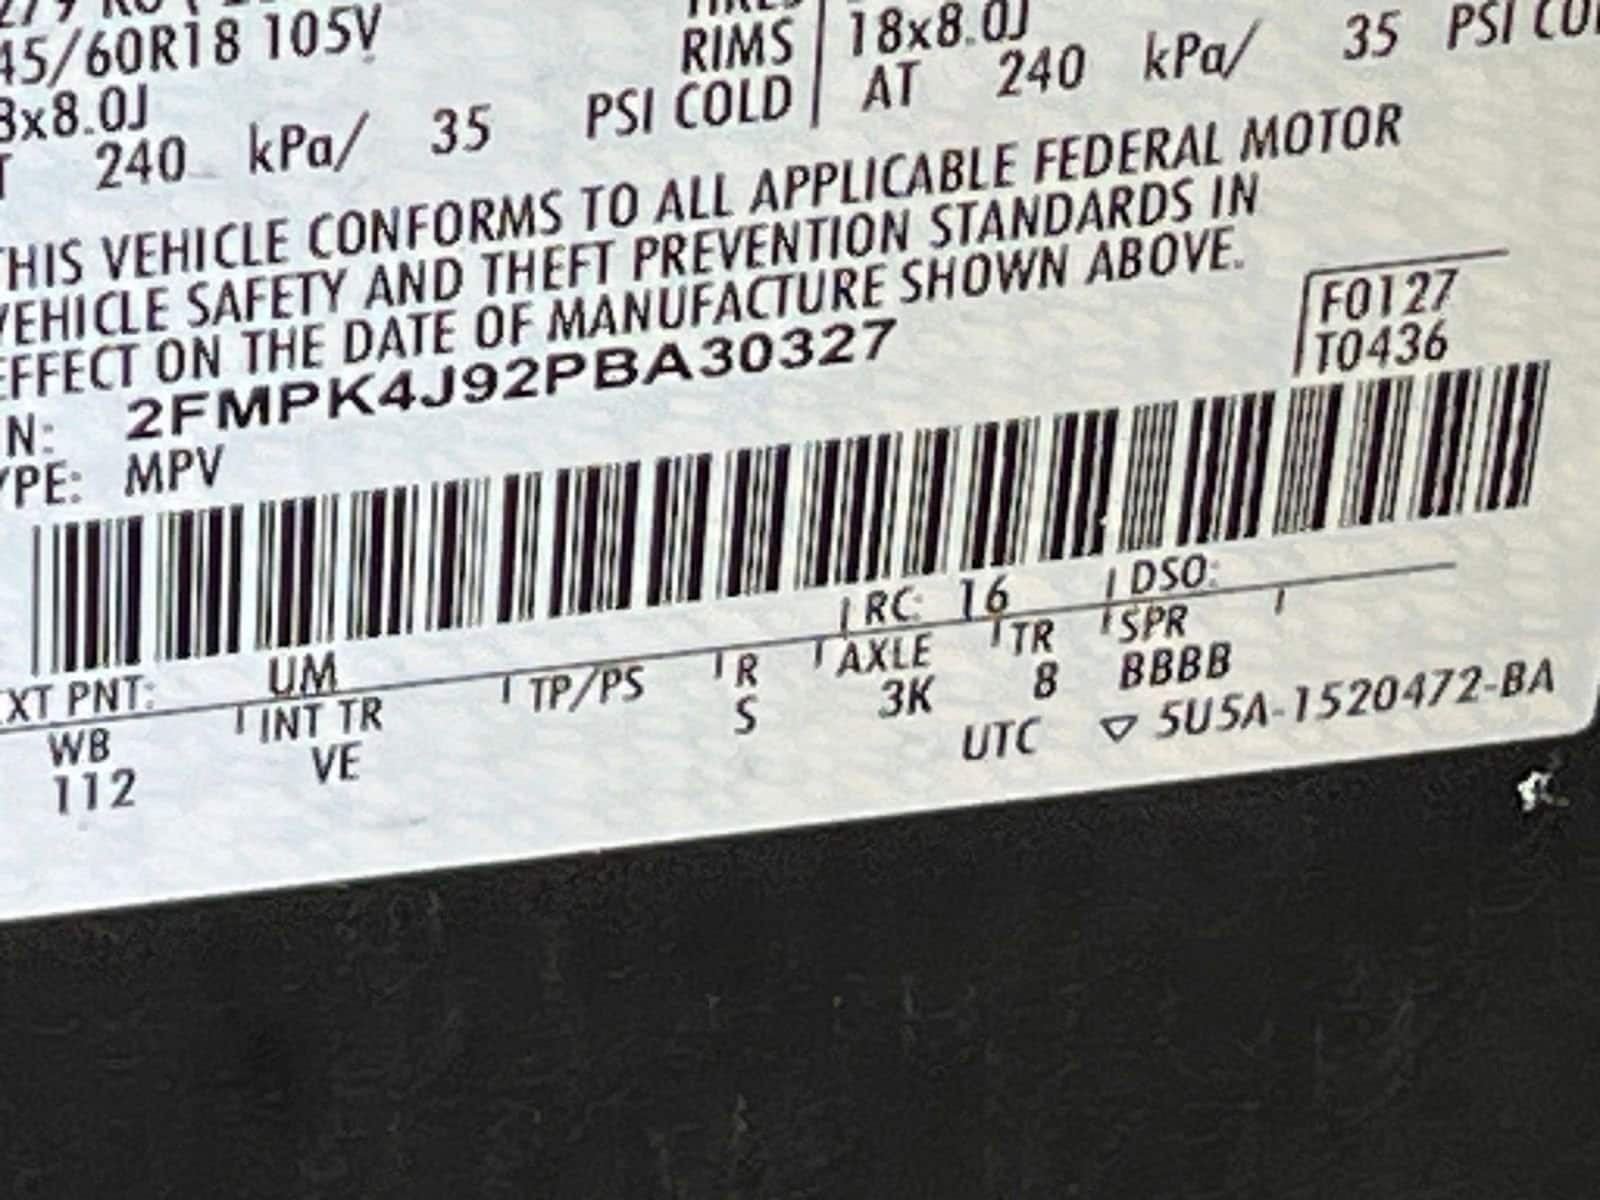 45/60R18 105V
8x8.0J
T 240 kPa/ 35 PSI COLD
RIMS 18x8.0J
AT 240 kPa/ 35 PSI COL
THIS VEHICLE CONFORMS TO ALL APPLICABLE FEDERAL MOTOR
VEHICLE SAFETY AND THEFT PREVENTION STANDARDS IN
EFFECT ON THE DATE OF MANUFACTURE SHOWN ABOVE.
F0127
T0436
IN: 2FMPK4J92PBA30327
YPE: MPV
EXT PNT: UM RC: 16 DSO:
WB INT TR TP/PS R AXLE TR SPR
112 VE S 3K 8 BBBB
UTC ▽ 5U5A-1520472-BA